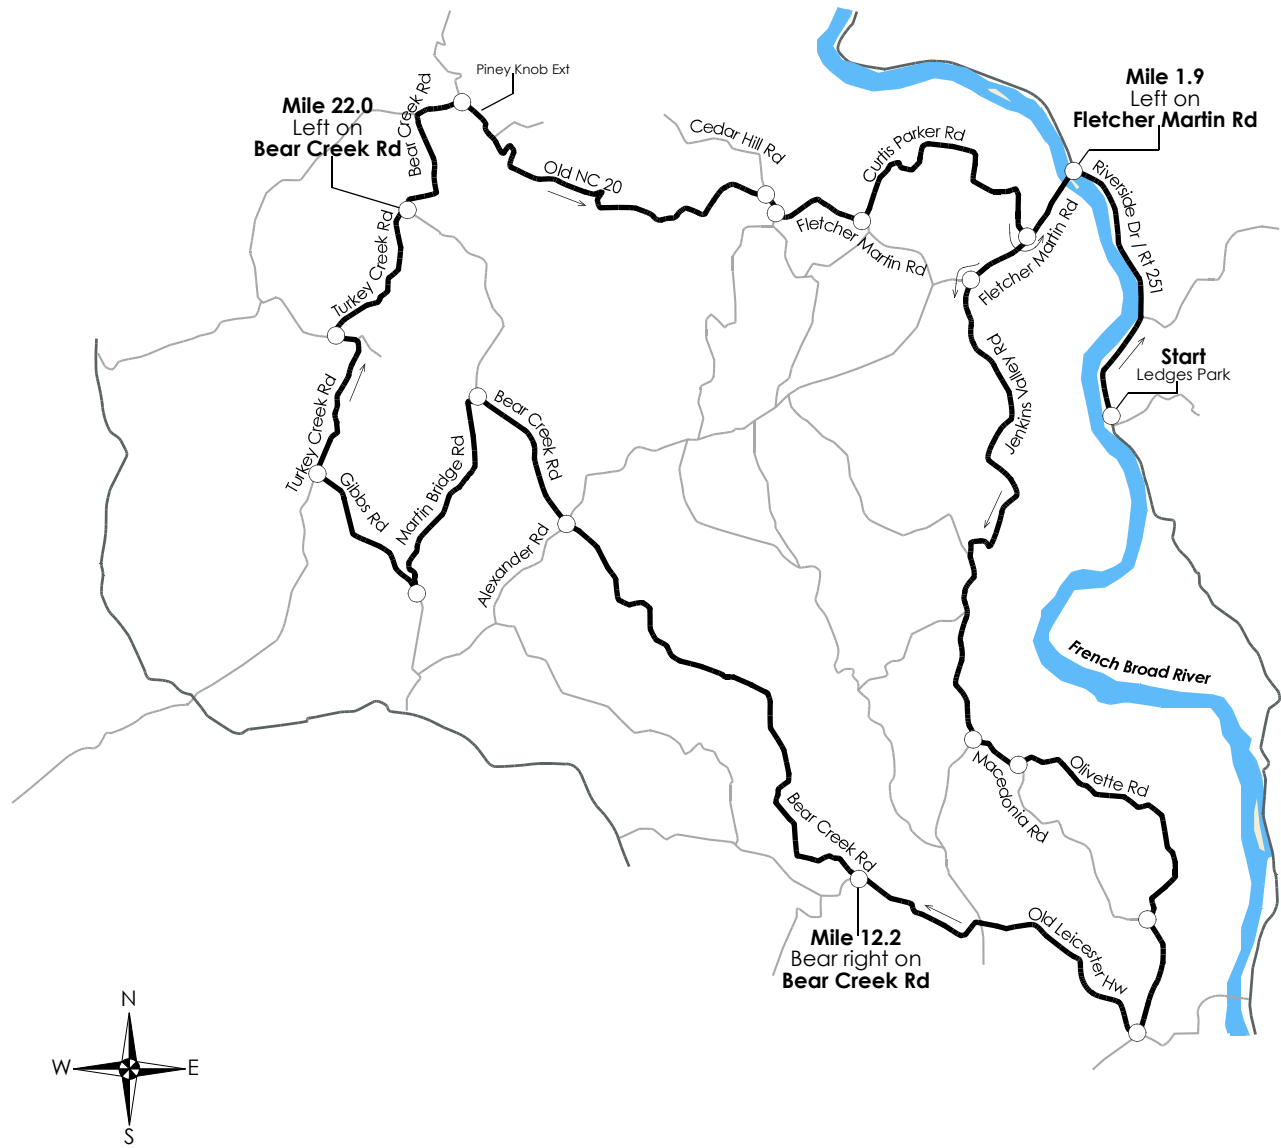 Piney Knob Ext
Mile 22.0
Left on
Bear Creek Rd
Bear Creek Rd
Mile 1.9
Left on
Fletcher Martin Rd
Cedar Hill Rd
Curtis Parker Rd
Old NC 20
Riverside Dr / Rt 251
Turkey Creek Rd
Fletcher Martin Rd
Fletcher Martin Rd
Start
Ledges Park
Jenkins Valley Rd
Turkey Creek Rd
Gibbs Rd
Martin Bridge Rd
Bear Creek Rd
Alexander Rd
French Broad River
Macedonia Rd
Olivette Rd
Bear Creek Rd
Old Leicester Hw
Mile 12.2
Bear right on
Bear Creek Rd
N
W
E
S